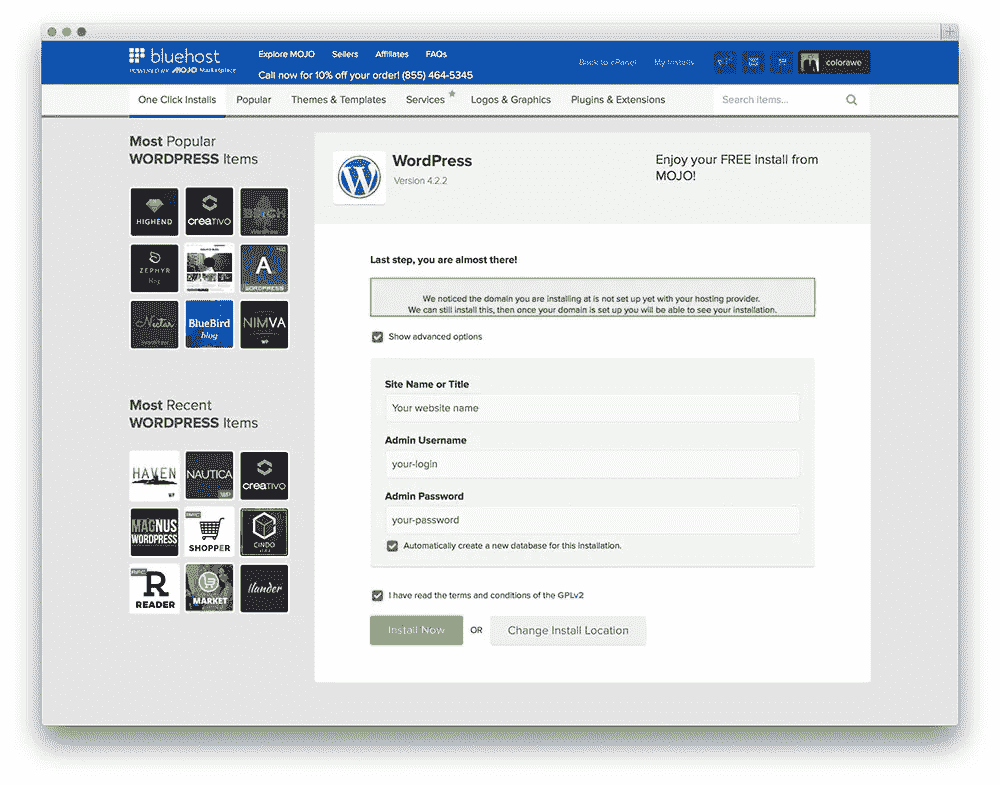 bluehost
POWERED BY MOJO Marketplace
Explore MOJO Sellers Affiliates FAQs
Call now for 10% off your order! (855) 464-5345
Back to cPanel My Installs
colorawe
One Click Installs Popular Themes & Templates Services Logos & Graphics Plugins & Extensions
Search items...
Most Popular
WORDPRESS Items
HIGHEND
CREATIVO
ZEPHYR
A
WORDPRESS
Nectar
BlueBird
blog
NIMVA
WP
Most Recent
WORDPRESS Items
HAVEN
WP
NAUTICA
WP
CREATIVO
MAGNUS
WORDPRESS
SHOPPER
CINDO
R
READER
MARKET
llander
W
WordPress
Version 4.2.2
Enjoy your FREE Install from
MOJO!
Last step, you are almost there!
We noticed the domain you are installing at is not set up yet with your hosting provider.
We can still install this, then once your domain is set up you will be able to see your installation.
Show advanced options
Site Name or Title
Your website name
Admin Username
your-login
Admin Password
your-password
Automatically create a new database for this installation.
I have read the terms and conditions of the GPLv2
Install Now OR Change Install Location